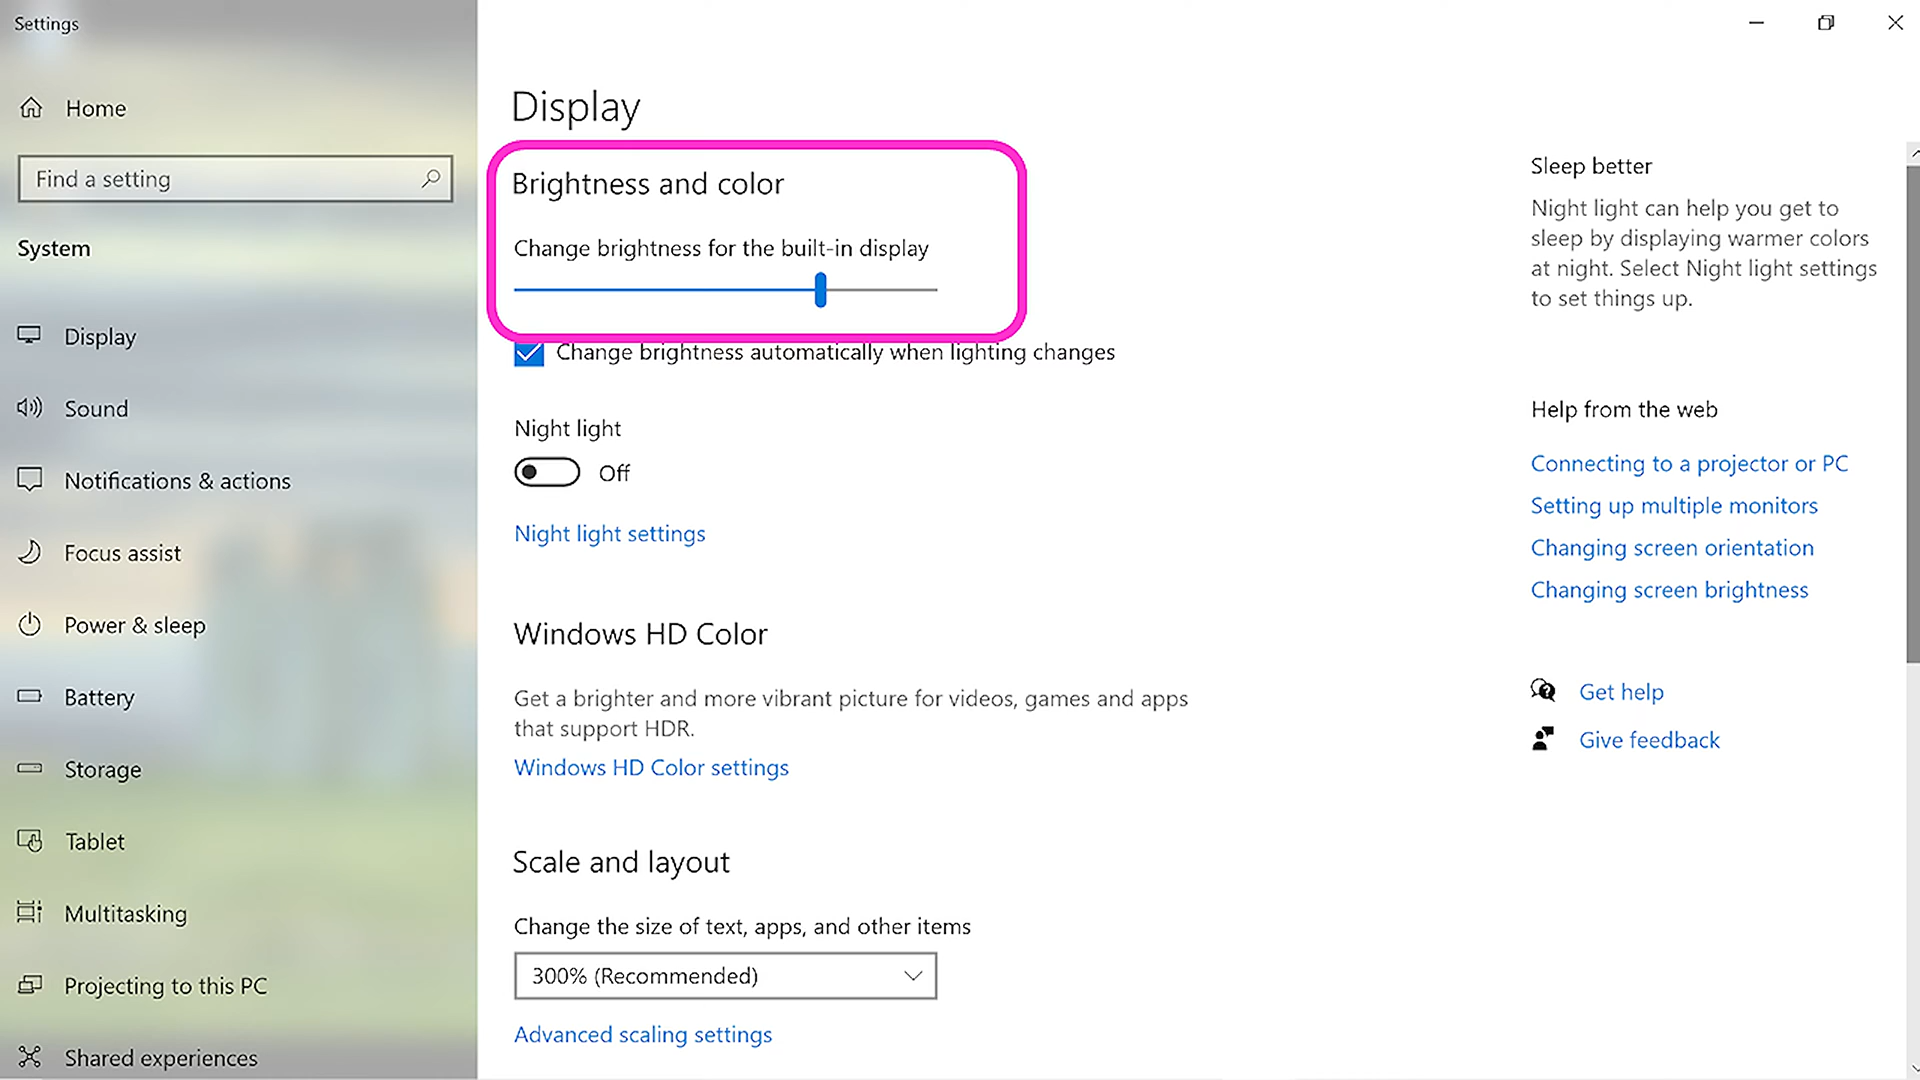 Settings
Home
Find a setting
System
Display
Sound
Notifications & actions
Focus assist
Power & sleep
Battery
Storage
Tablet
Multitasking
Projecting to this PC
Shared experiences
Display
Brightness and color
Change brightness for the built-in display
Change brightness automatically when lighting changes
Night light
Off
Night light settings
Windows HD Color
Get a brighter and more vibrant picture for videos, games and apps
that support HDR.
Windows HD Color settings
Scale and layout
Change the size of text, apps, and other items
300% (Recommended)
Advanced scaling settings
Sleep better
Night light can help you get to
sleep by displaying warmer colors
at night. Select Night light settings
to set things up.
Help from the web
Connecting to a projector or PC
Setting up multiple monitors
Changing screen orientation
Changing screen brightness
Get help
Give feedback